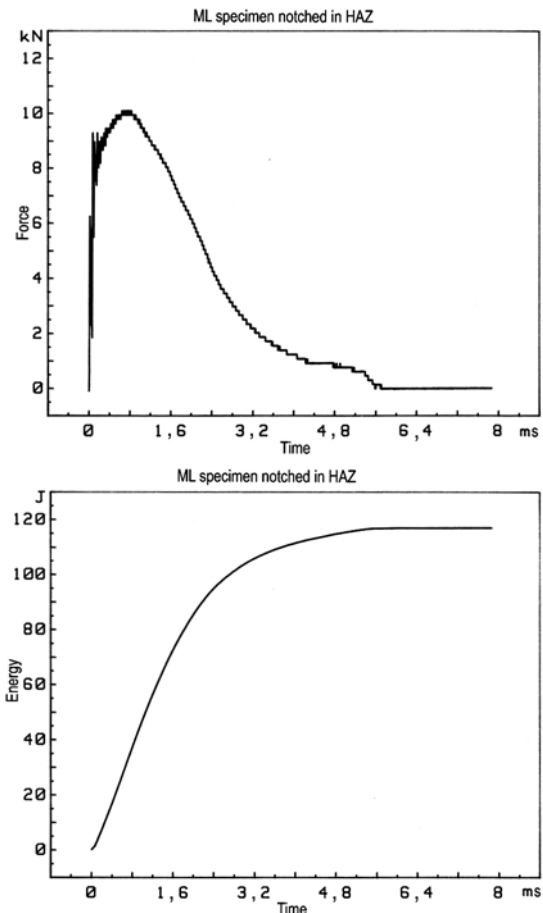 ML specimen notched in HAZ
kN
12
10
8
6
4
2
0
Force
0 1,6 3,2 4,8 6,4 8 ms
Time
ML specimen notched in HAZ
J
120
100
80
60
40
20
0
Energy
0 1,6 3,2 4,8 6,4 8 ms
Time